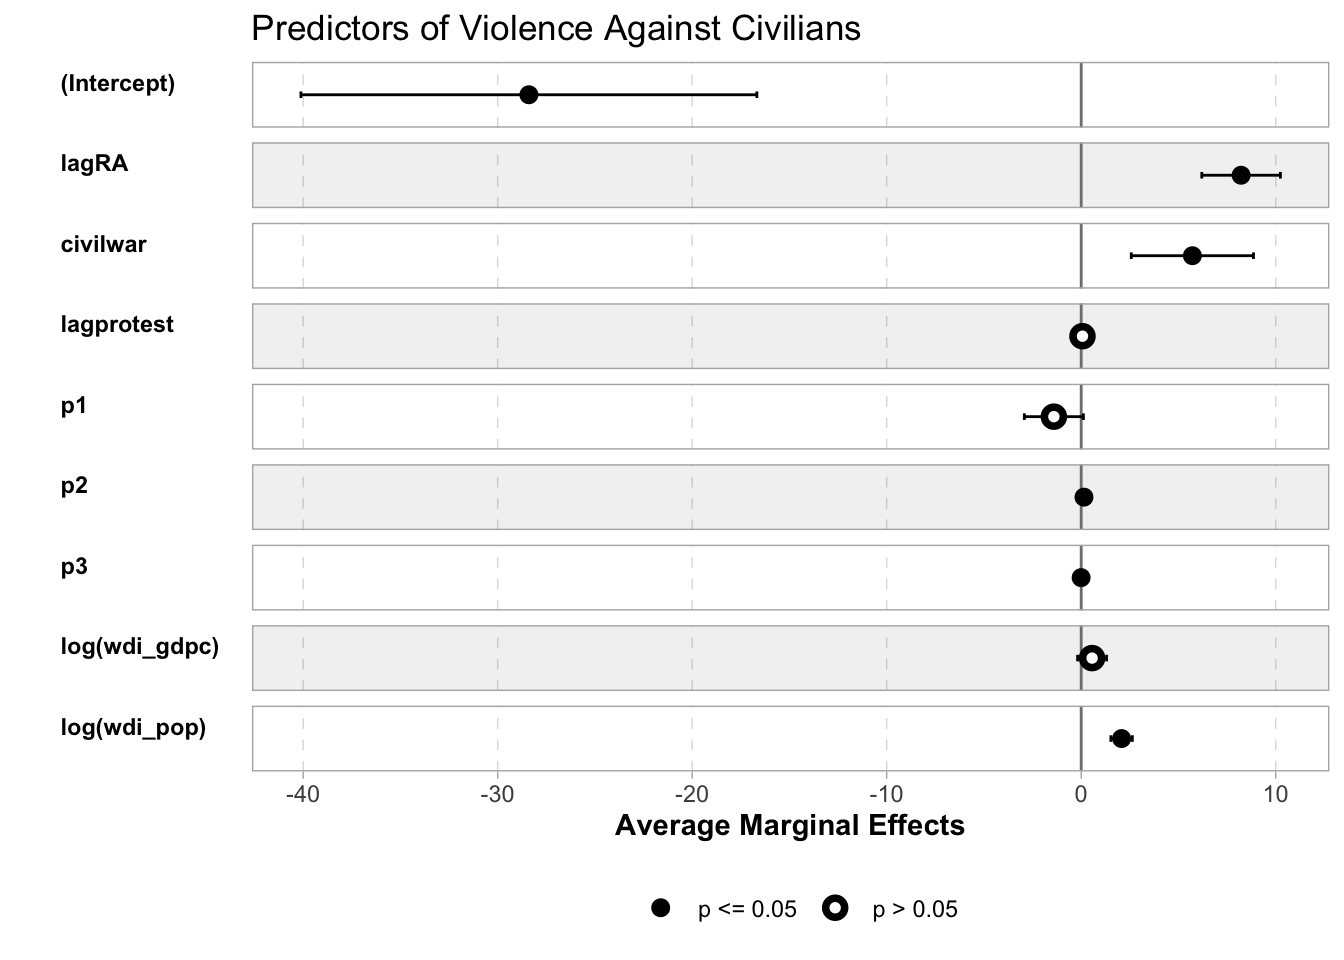 Predictors of Violence Against Civilians
(Intercept)
lagRA
civilwar
lagprotest
p1
p2
p3
log(wdi_gdpc)
log(wdi_pop)
-40 -30 -20 -10 0 10
Average Marginal Effects
p <= 0.05 p > 0.05